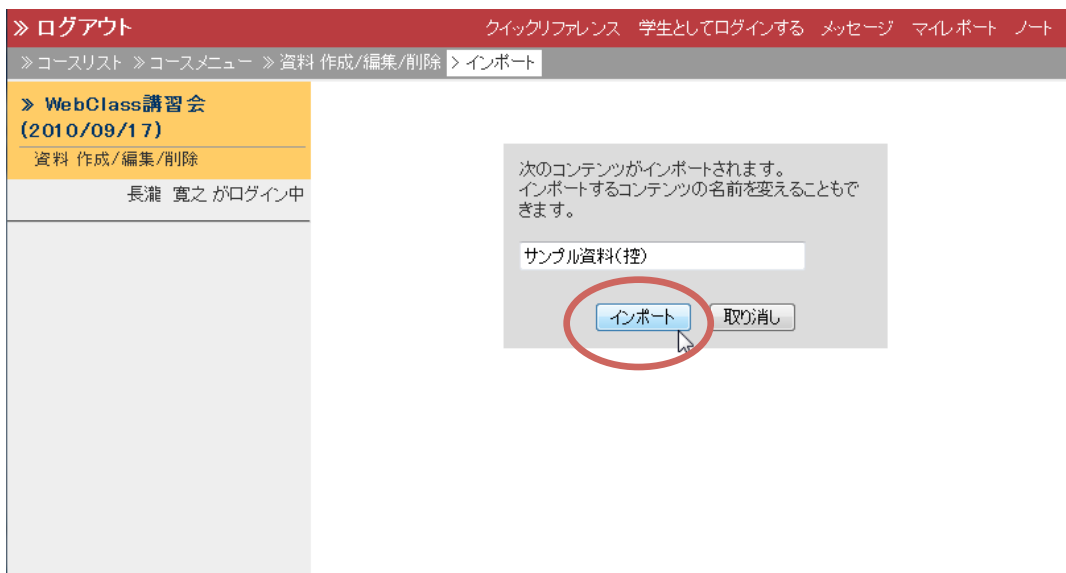 » ログアウト
クイックリファレンス 学生としてログインする メッセージ マイレポート ノート
» コースリスト » コースメニュー » 資料 作成/編集/削除 > インポート
» WebClass講習会
(2010/09/17)
資料 作成/編集/削除
長瀧 寛之 がログイン中
次のコンテンツがインポートされます。
インポートするコンテンツの名前を変えることもで
きます。
サンプル資料(控)
インポート 取り消し